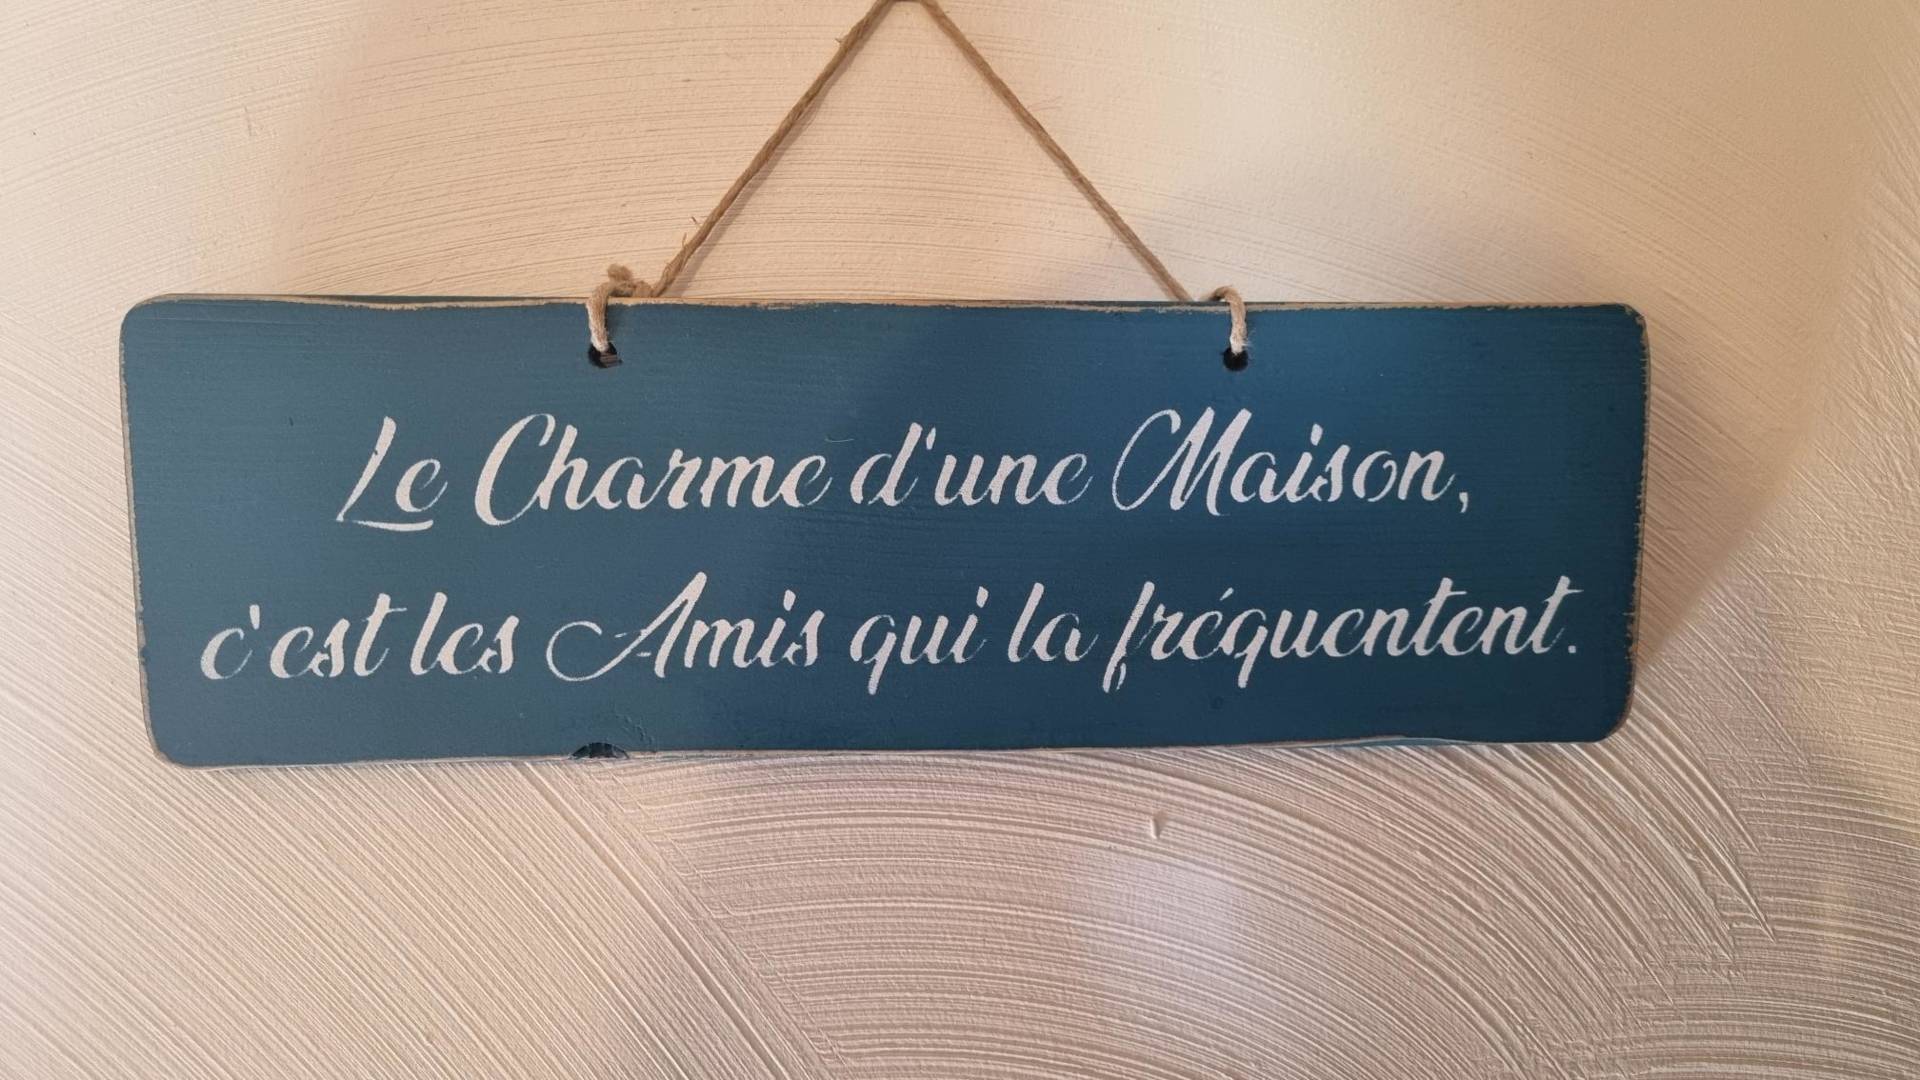 Le Charme d'une Maison,
c'est les Amis qui la fréquentent.